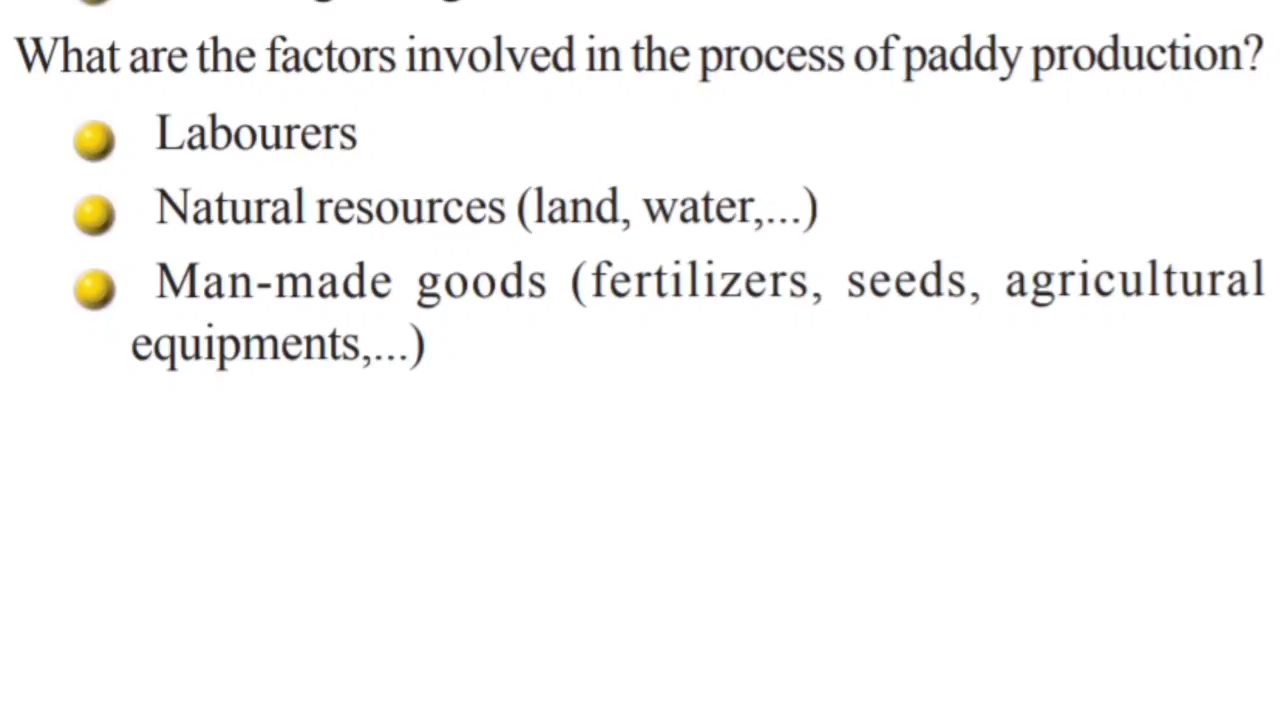 What are the factors involved in the process of paddy production?
Labourers
Natural resources (land, water,...)
Man-made goods (fertilizers, seeds, agricultural
equipments,...)